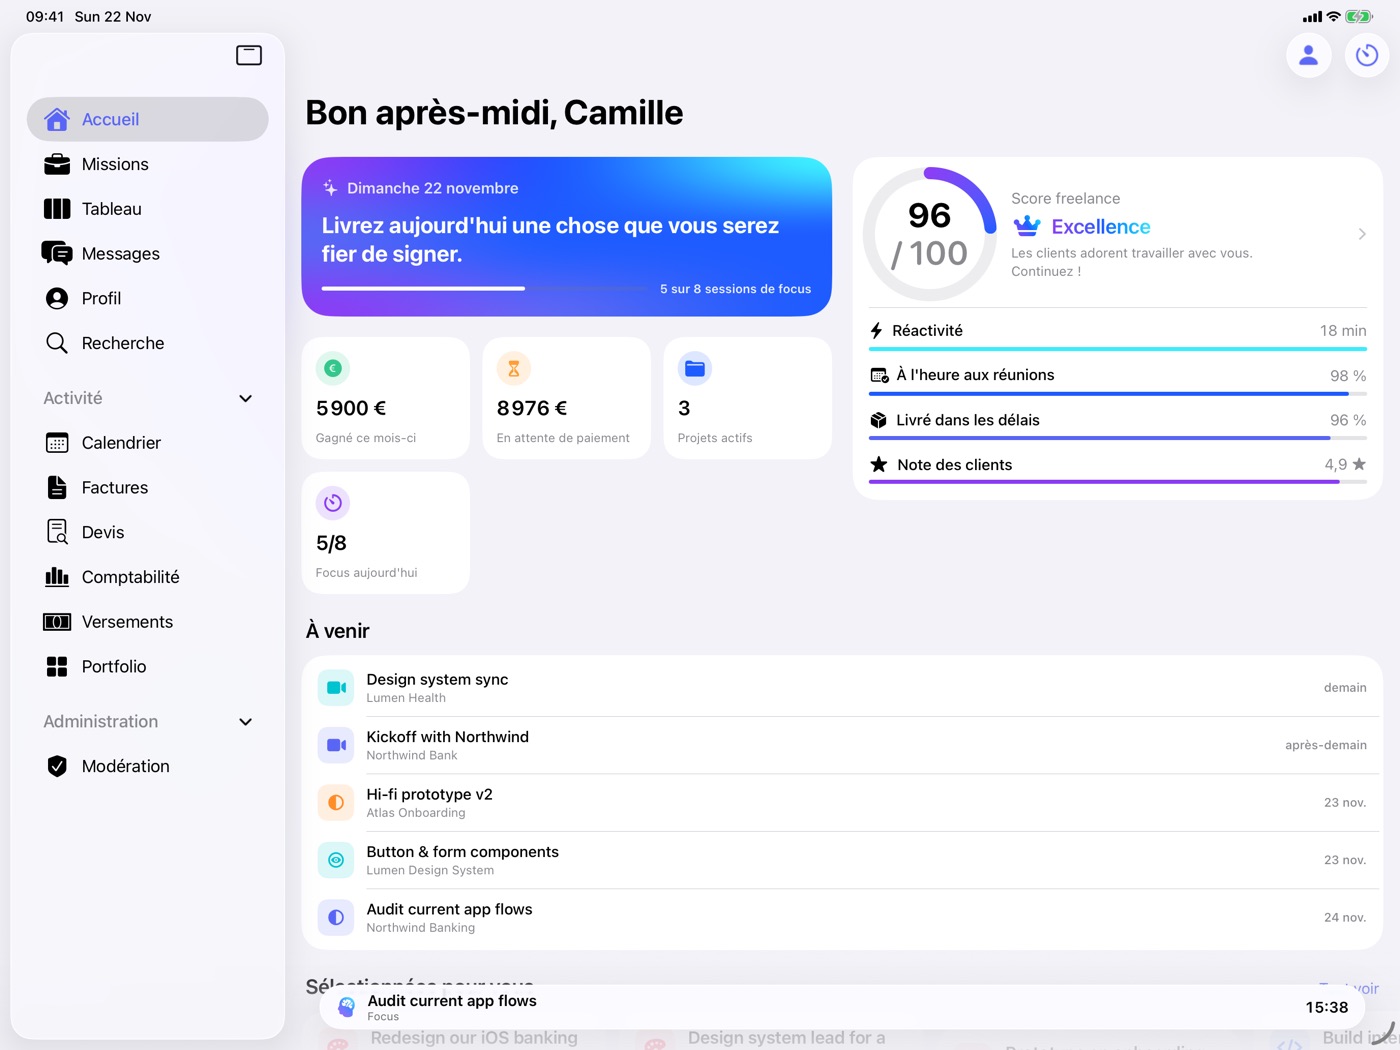 09:41 Sun 22 Nov
Accueil
Missions
Tableau
Messages
Profil
Recherche
Activité
Calendrier
Factures
Devis
Comptabilité
Versements
Portfolio
Administration
Modération
Bon après-midi, Camille
Dimanche 22 novembre
Livrez aujourd'hui une chose que vous serez
fier de signer.
5 sur 8 sessions de focus
5 900 €
Gagné ce mois-ci
8 976 €
En attente de paiement
3
Projets actifs
5/8
Focus aujourd'hui
96
/ 100
Score freelance
Excellence
Les clients adorent travailler avec vous.
Continuez !
Réactivité 18 min
À l'heure aux réunions 98 %
Livré dans les délais 96 %
Note des clients 4,9 ★
À venir
Design system sync
Lumen Health
demain
Kickoff with Northwind
Northwind Bank
après-demain
Hi-fi prototype v2
Atlas Onboarding
23 nov.
Button & form components
Lumen Design System
23 nov.
Audit current app flows
Northwind Banking
24 nov.
Sélectionnées pour vous
Tout voir
Audit current app flows
Focus
15:38
Redesign our iOS banking
Design system lead for a
Build